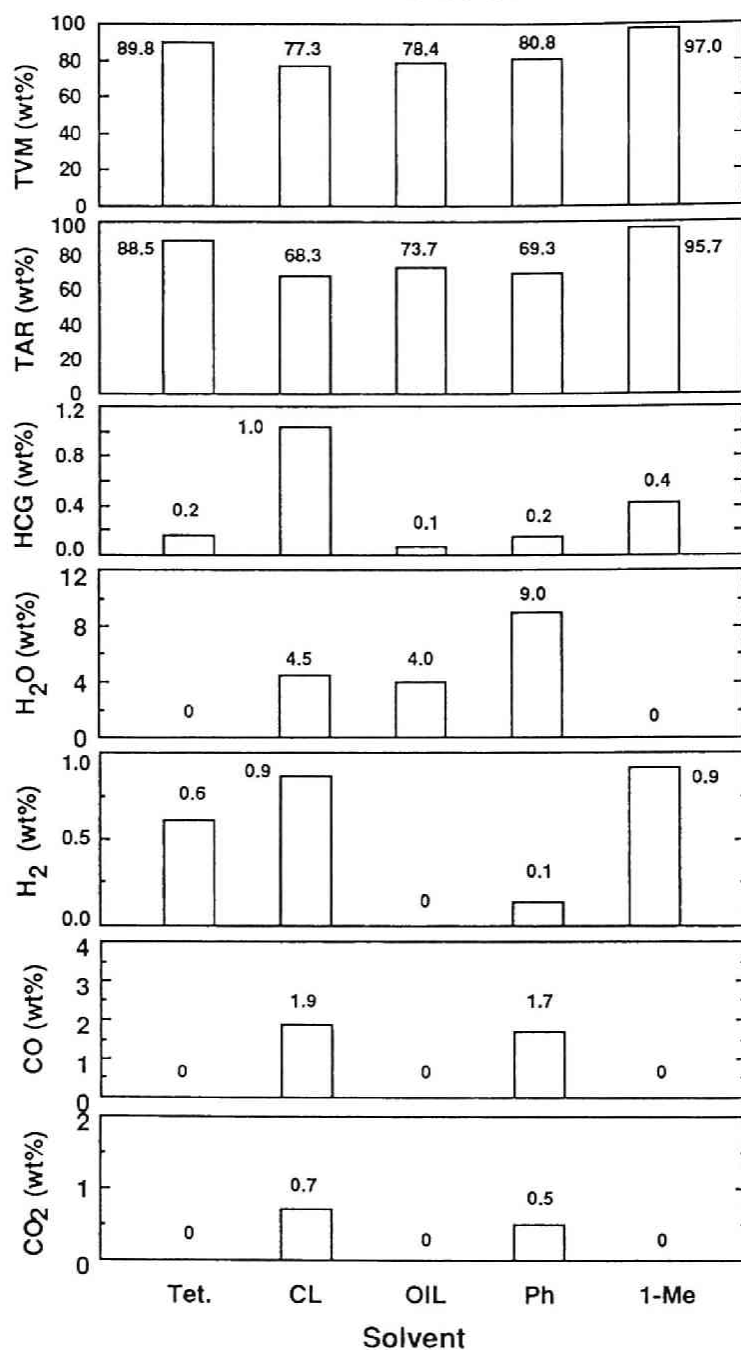 TVM (wt%)
100
80
60
40
20
0
89.8 77.3 78.4 80.8 97.0
TAR (wt%)
100
80
60
40
20
0
88.5 68.3 73.7 69.3 95.7
HCG (wt%)
1.2
0.8
0.4
0.0
0.2 1.0 0.1 0.2 0.4
H2O (wt%)
12
8
4
0
0 4.5 4.0 9.0 0
H2 (wt%)
1.0
0.5
0.0
0.6 0.9 0 0.1 0.9
CO (wt%)
4
3
2
1
0
0 1.9 0 1.7 0
CO2 (wt%)
2
1
0
0 0.7 0 0.5 0
Tet. CL OIL Ph 1-Me
Solvent